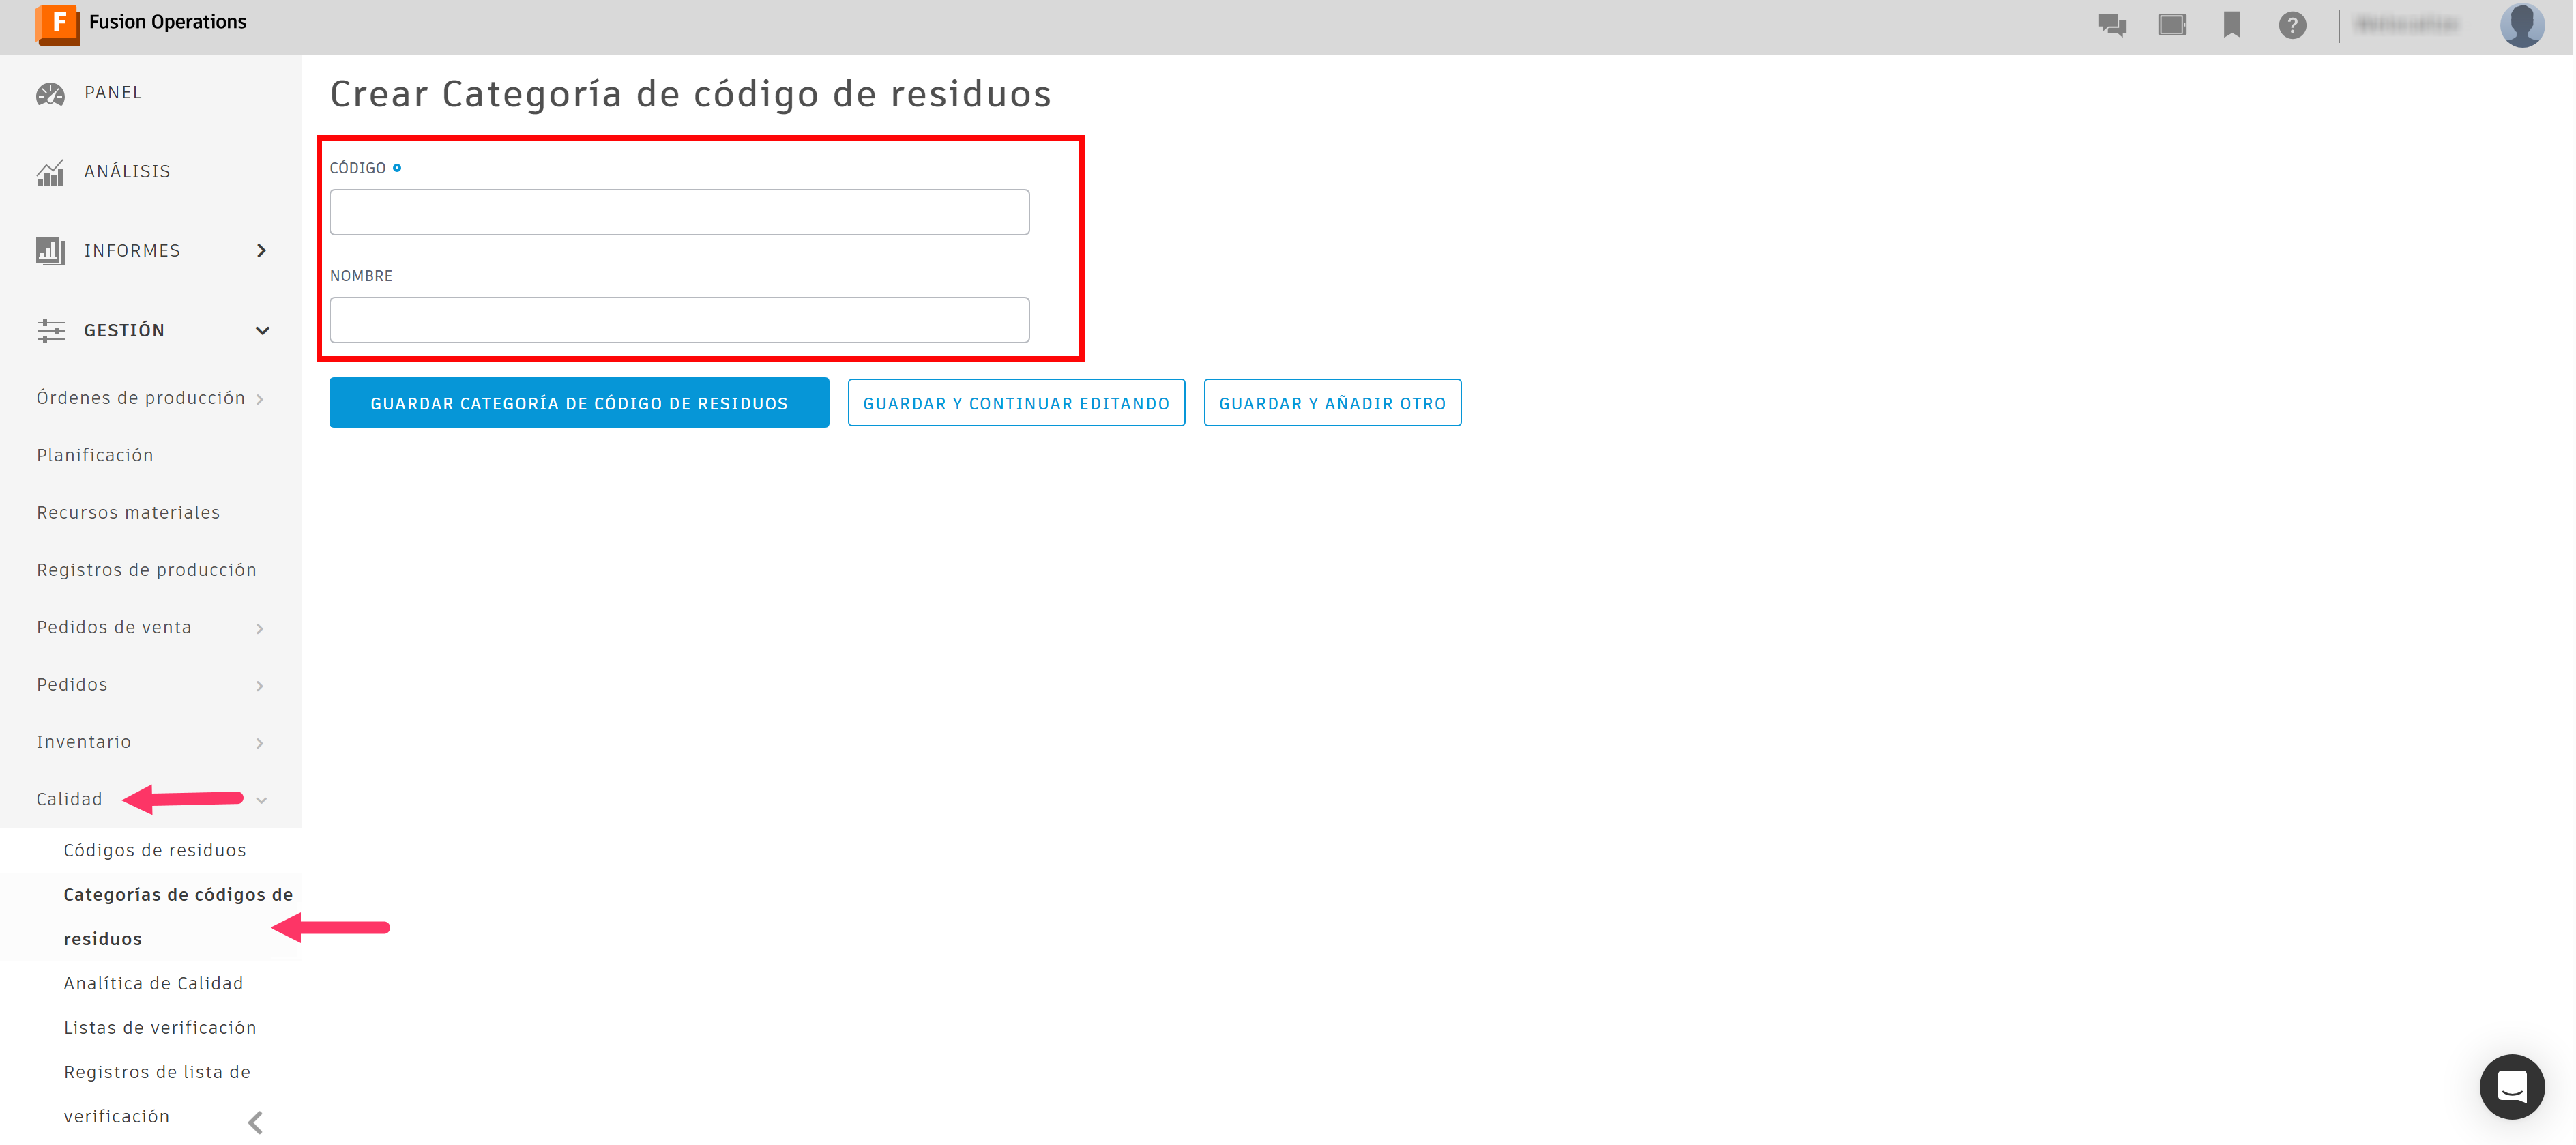 Fusion Operations
PANEL
ANÁLISIS
INFORMES
GESTIÓN
Órdenes de producción
Planificación
Recursos materiales
Registros de producción
Pedidos de venta
Pedidos
Inventario
Calidad
Códigos de residuos
Categorías de códigos de
residuos
Analítica de Calidad
Listas de verificación
Registros de lista de
verificación
Crear Categoría de código de residuos
CÓDIGO
NOMBRE
GUARDAR CATEGORÍA DE CÓDIGO DE RESIDUOS
GUARDAR Y CONTINUAR EDITANDO
GUARDAR Y AÑADIR OTRO